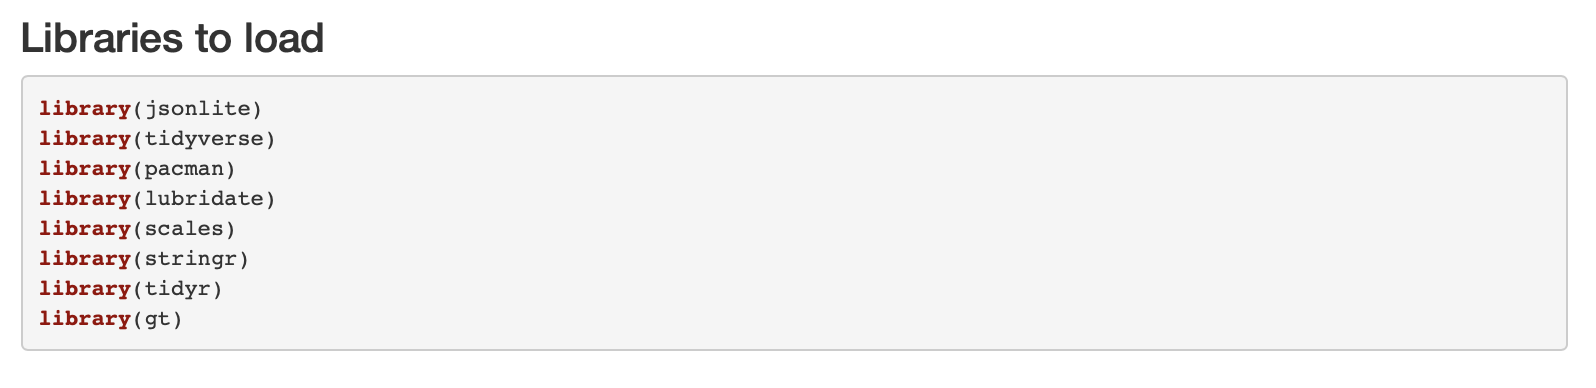 Libraries to load
library(jsonlite)
library(tidyverse)
library(pacman)
library(lubridate)
library(scales)
library(stringr)
library(tidyr)
library(gt)